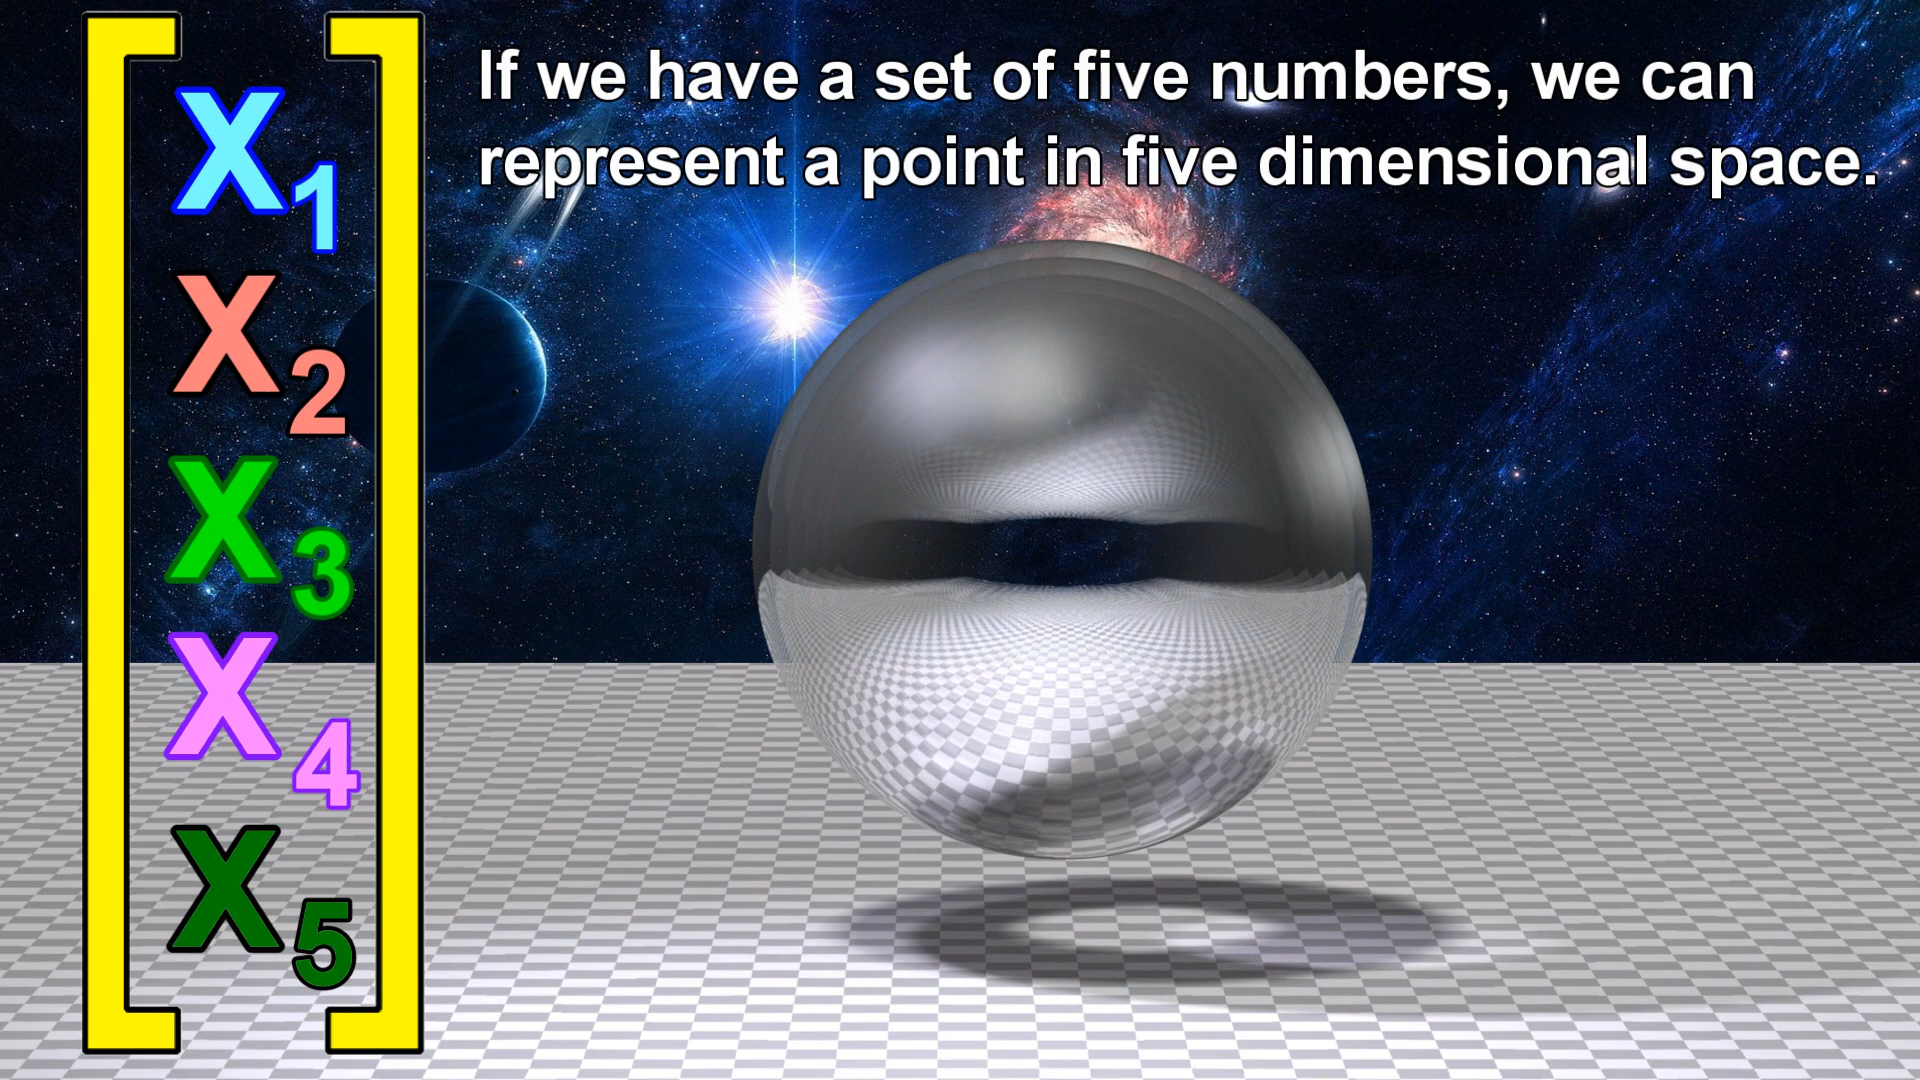 If we have a set of five numbers, we can
represent a point in five dimensional space.
X₁
X₂
X₃
X₄
X₅